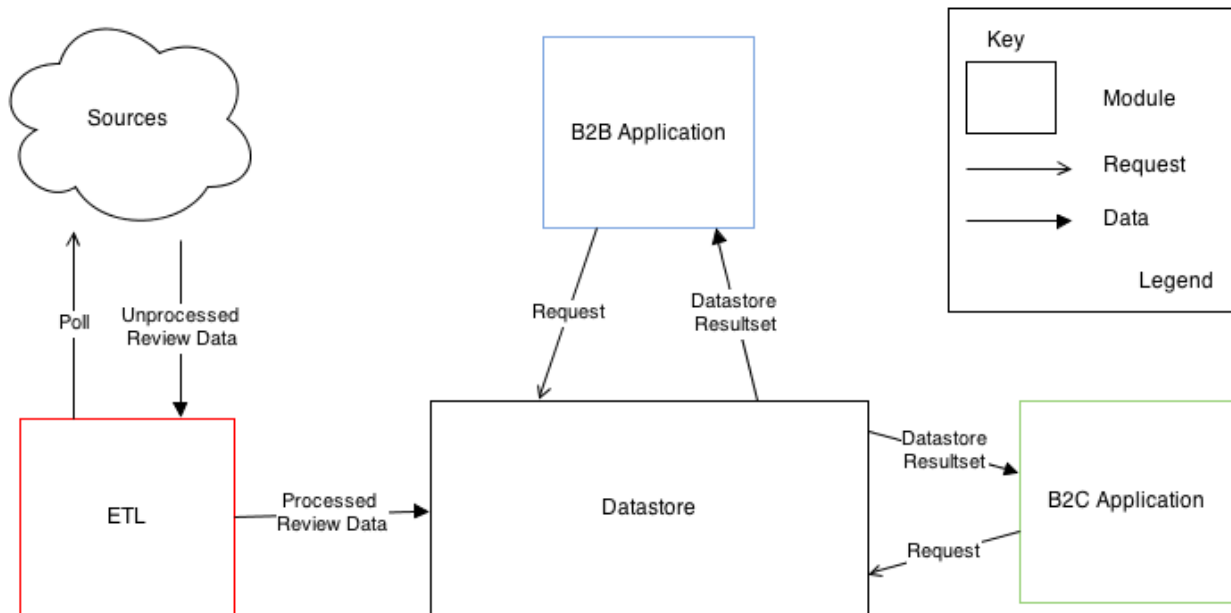 Sources
B2B Application
Key
Module
Request
Data
Legend
Poll
Unprocessed
Review Data
Request
Datastore
Resultset
ETL
Processed
Review Data
Datastore
Datastore
Resultset
Request
B2C Application